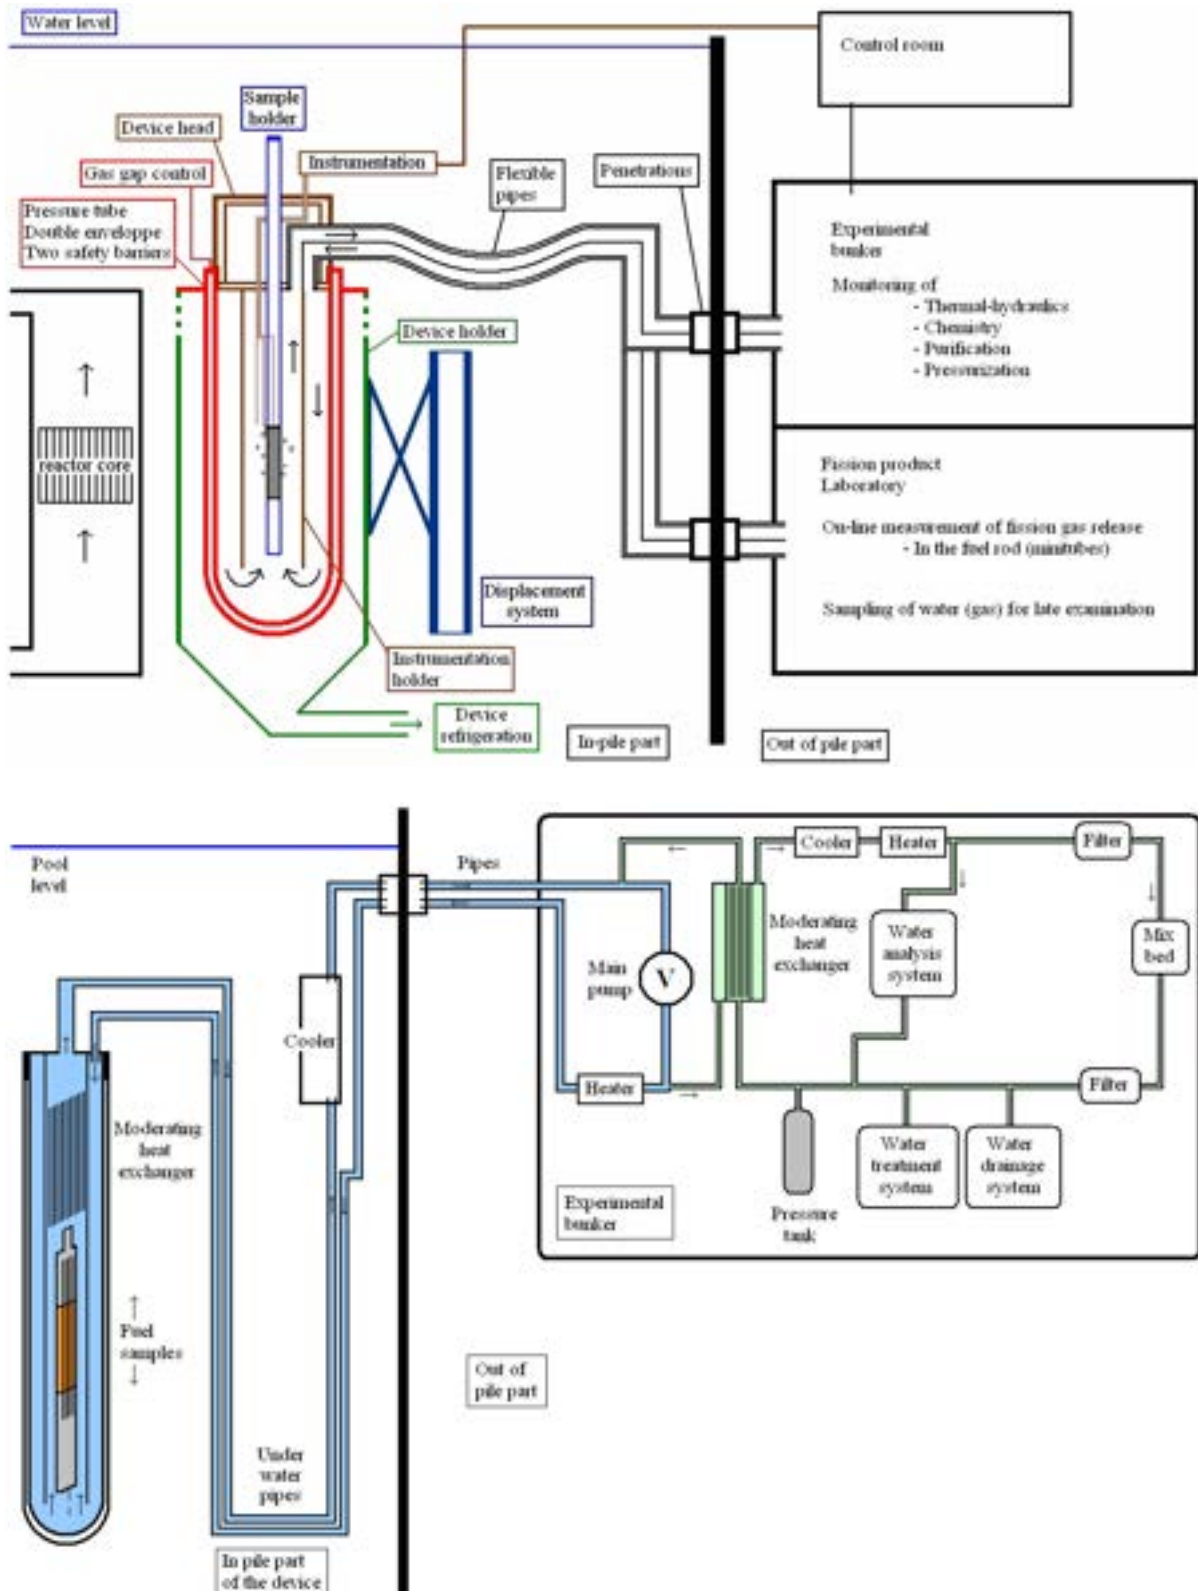 Water level
Control room
Sample
holder
Device head
Instrumentation
Gas gap control
Flexible
pipes
Penetrations
Pressure tube
Double enveloppe
Two safety barriers
Experimental
bunker
Monitoring of
- Thermal-hydraulics
- Chemistry
- Purification
- Pressurization
Device holder
reactor core
Fission product
Laboratory
On-line measurement of fission gas release
- In the fuel rod (minitubes)
Displacement
system
Sampling of water (gas) for late examination
Instrumentation
holder
Device
refrigeration
In-pile part
Out of pile part
Pool
level
Pipes
Cooler
Heater
Filter
Moderating
heat
exchanger
Water
analysis
system
Mix
bed
Main
pump
V
Cooler
Heater
Filter
Moderating
heat
exchanger
Water
treatment
system
Water
drainage
system
Pressure
tank
Experimental
bunker
Fuel
samples
Out of
pile part
Under
water
pipes
In pile part
of the device